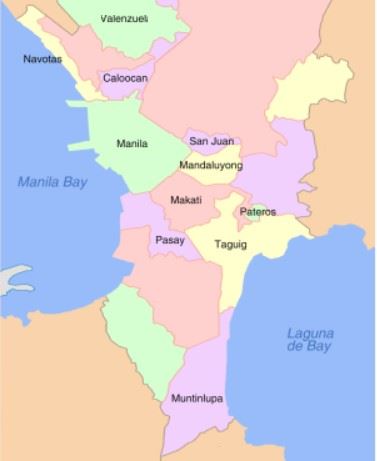 Valenzuela
Navotas
Caloocan
Manila
San Juan
Mandaluyong
Manila Bay
Makati
Pateros
Pasay
Taguig
Laguna
de Bay
Muntinlupa